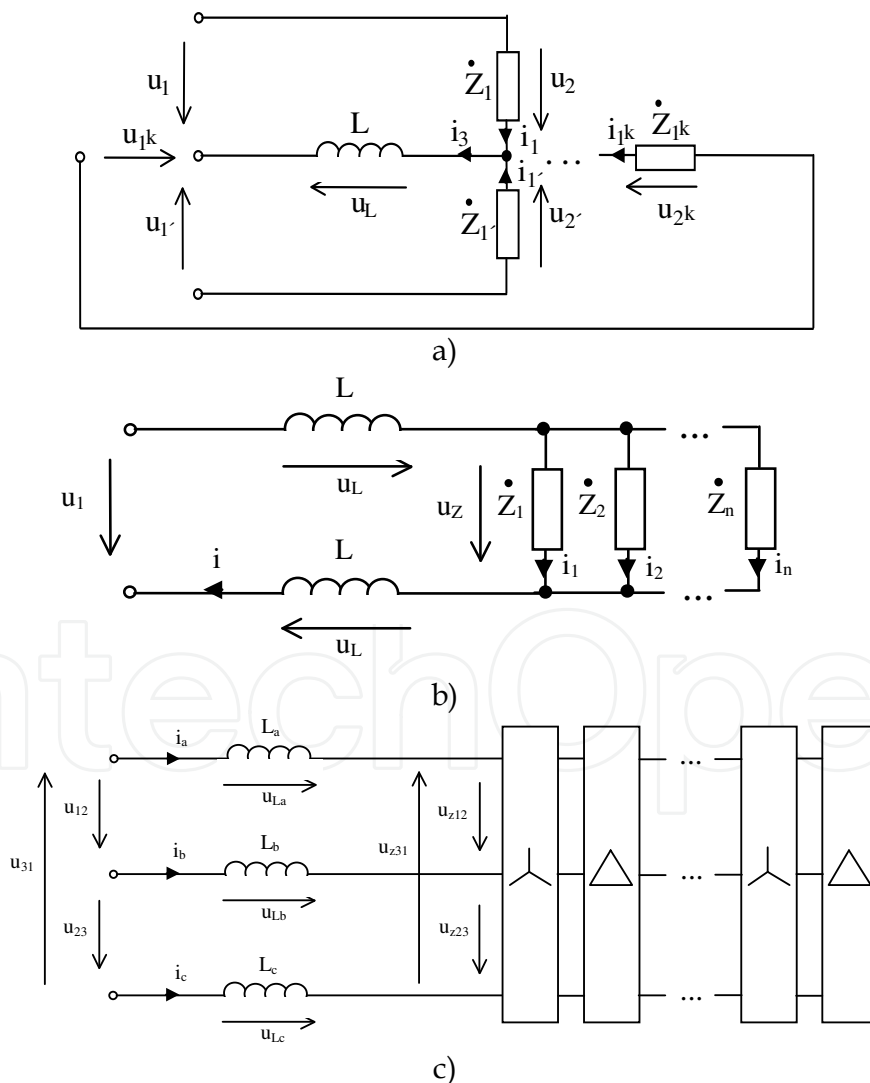 u1
Ż1
u2
L
i3
i1
i1k
Ż1k
u1k
...
i1′
uL
u2k
u1′
Ż1′
u2′
a)
L
...
uL
u1
uZ
Ż1
Ż2
Żn
L
i
i1
i2
in
...
uL
b)
ntechOpe
La
ia
...
uLa
u12
uz12
Lb
ib
uz31
u31
...
uLb
u23
uz23
Lc
ic
...
uLc
c)